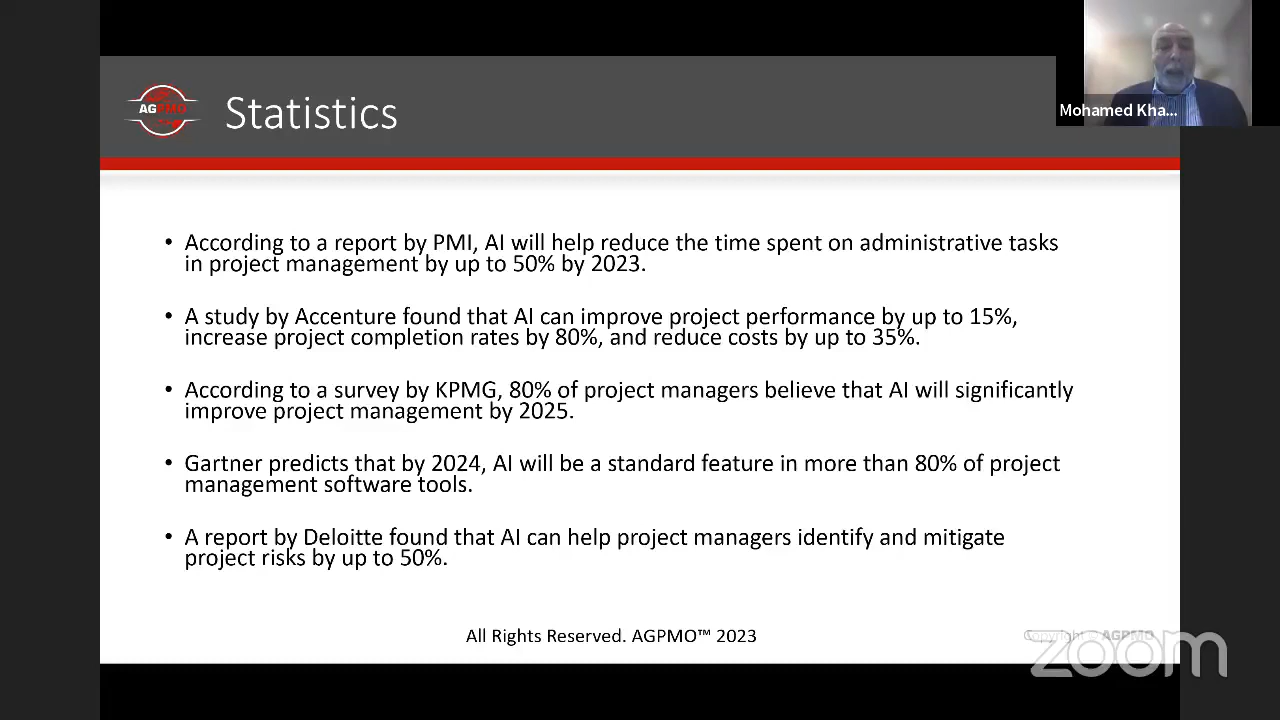 AGPMO
Statistics
Mohamed Kha...
• According to a report by PMI, AI will help reduce the time spent on administrative tasks
in project management by up to 50% by 2023.
• A study by Accenture found that AI can improve project performance by up to 15%,
increase project completion rates by 80%, and reduce costs by up to 35%.
• According to a survey by KPMG, 80% of project managers believe that AI will significantly
improve project management by 2025.
• Gartner predicts that by 2024, AI will be a standard feature in more than 80% of project
management software tools.
• A report by Deloitte found that AI can help project managers identify and mitigate
project risks by up to 50%.
All Rights Reserved. AGPMO™ 2023
Copyright © AGPMO
zoom